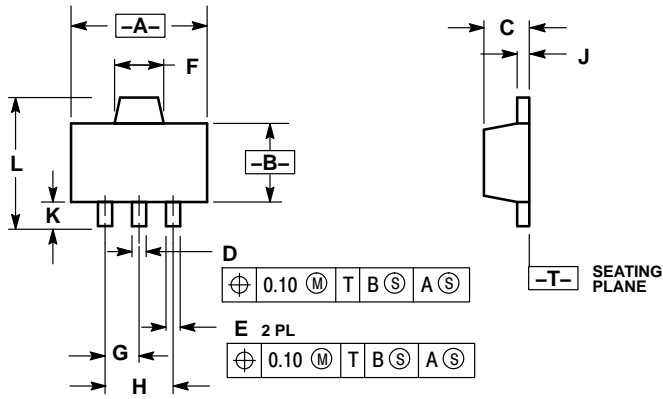 –A–
C
F
J
L
–B–
K
D
⌖ 0.10 Ⓜ T B Ⓢ A Ⓢ
–T– SEATING
PLANE
E 2 PL
G
⌖ 0.10 Ⓜ T B Ⓢ A Ⓢ
H